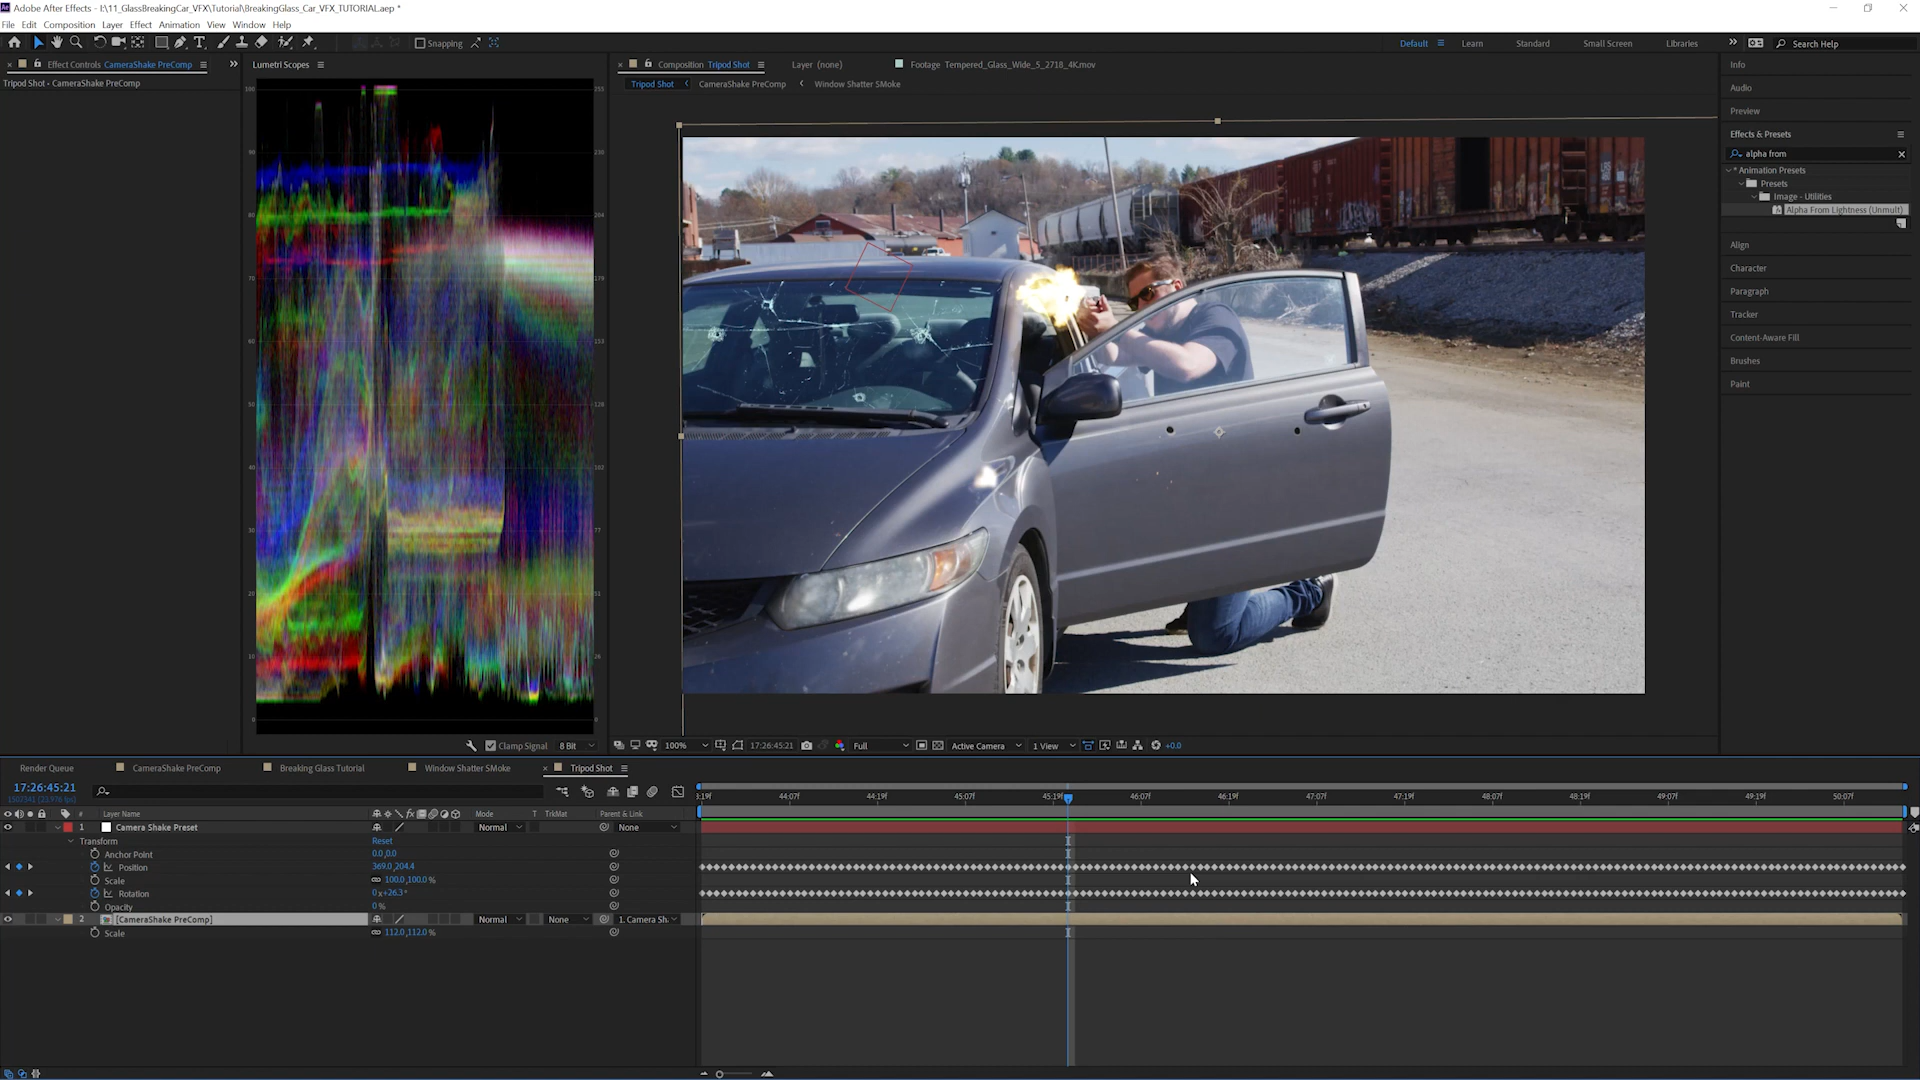 Adobe After Effects - I:\11_GlassBreakingCar_VFX\Tutorial\BreakingGlass_Car_VFX_TUTORIAL.aep *
File Edit Composition Layer Effect Animation View Window Help
Snapping
Default Learn Standard Small Screen Libraries Search Help
Effect Controls CameraShake PreComp
Tripod Shot • CameraShake PreComp
Lumetri Scopes
Composition Tripod Shot Layer (none) Footage Tempered_Glass_Wide_5_2718_4K.mov
Tripod Shot CameraShake PreComp Window Shatter SMoke
Info
Audio
Preview
Effects & Presets
alpha from
* Animation Presets
Presets
Image - Utilities
Alpha From Lightness (Unmult)
Align
Character
Paragraph
Tracker
Content-Aware Fill
Brushes
Paint
Clamp Signal 8 Bit
100% 17:26:45:21 Full Active Camera 1 View +0.0
Render Queue CameraShake PreComp Breaking Glass Tutorial Window Shatter SMoke Tripod Shot
17:26:45:21
44:07f 44:19f 45:07f 45:19f 46:07f 46:19f 47:07f 47:19f 48:07f 48:19f 49:07f 49:19f 50:07f
# Layer Name Mode T TrkMat Parent & Link
1 Camera Shake Preset Normal None
Transform Reset
Anchor Point 0.0,0.0
Position 369.0,204.4
Scale 100.0,100.0 %
Rotation 0 x+26.3°
Opacity 0 %
2 [CameraShake PreComp] Normal None 1. Camera Sh
Scale 112.0,112.0 %